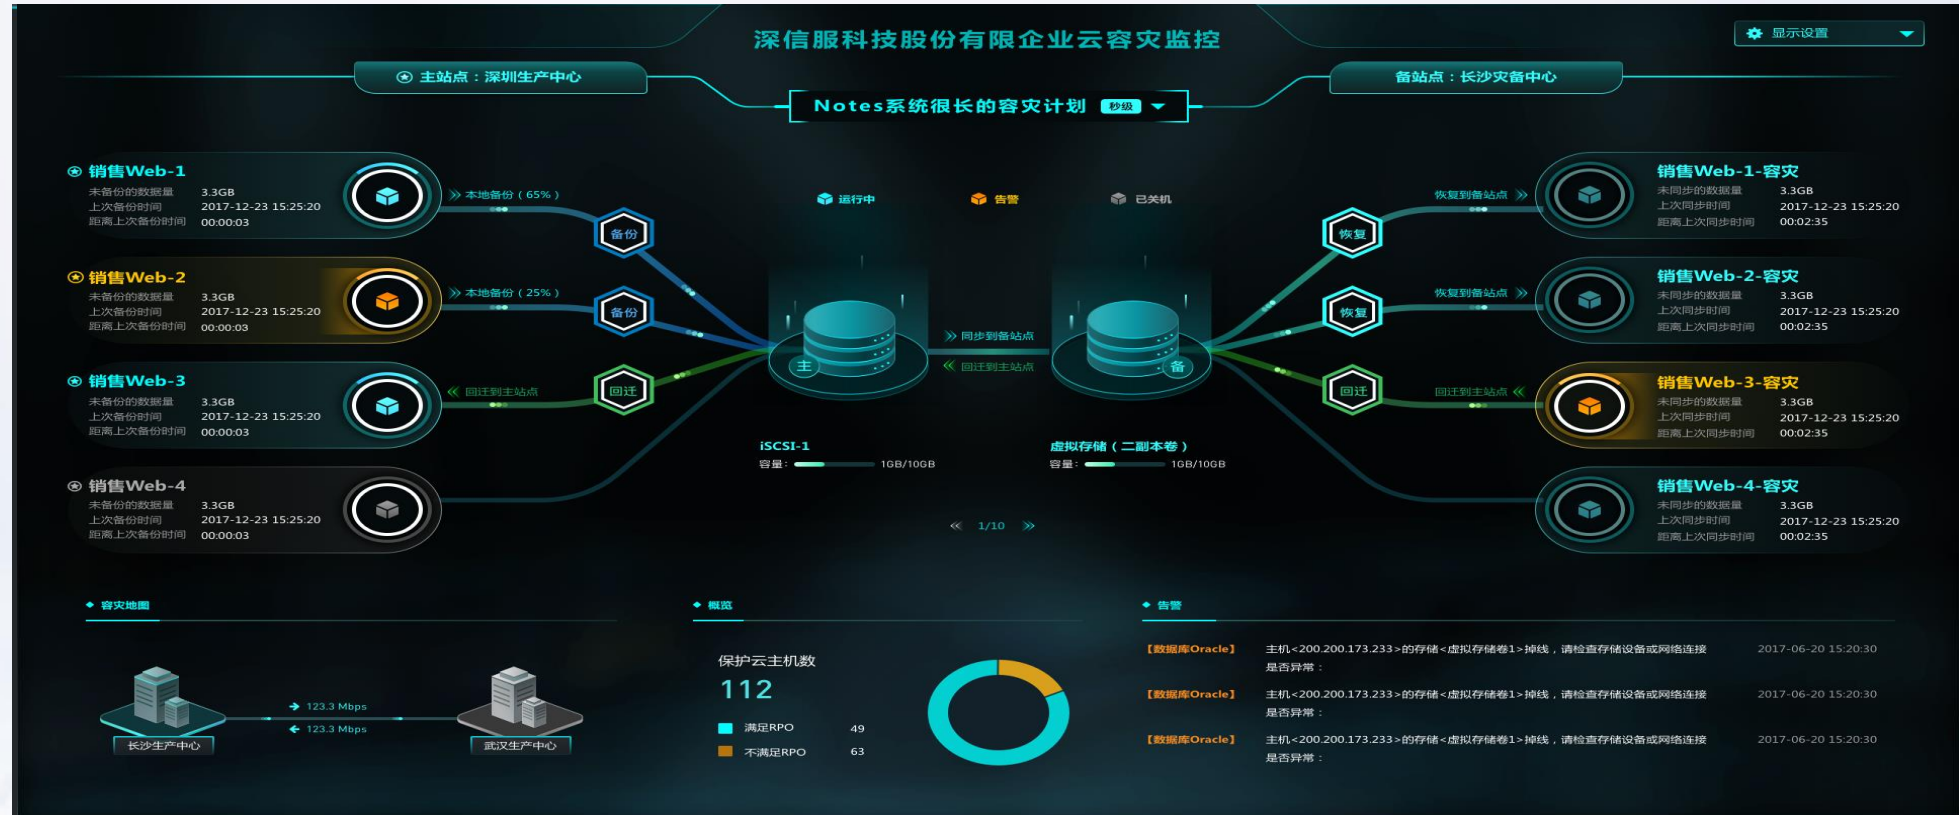 深信服科技股份有限企业云容灾监控
显示设置
主站点：深圳生产中心
备站点：长沙灾备中心
Notes系统很长的容灾计划 秒级
销售Web-1
未备份的数据量 3.3GB
上次备份时间 2017-12-23 15:25:20
距离上次备份时间 00:00:03
本地备份（65%）
备份
销售Web-2
未备份的数据量 3.3GB
上次备份时间 2017-12-23 15:25:20
距离上次备份时间 00:00:03
本地备份（25%）
备份
销售Web-3
未备份的数据量 3.3GB
上次备份时间 2017-12-23 15:25:20
距离上次备份时间 00:00:03
回迁到主站点
回迁
销售Web-4
未备份的数据量 3.3GB
上次备份时间 2017-12-23 15:25:20
距离上次备份时间 00:00:03
运行中
告警
已关机
主
同步到备站点
回迁到主站点
备
iSCSI-1
容量： 1GB/10GB
虚拟存储（二副本卷）
容量： 1GB/10GB
1/10
恢复
恢复到备站点
销售Web-1-容灾
未同步的数据量 3.3GB
上次同步时间 2017-12-23 15:25:20
距离上次同步时间 00:02:35
恢复
恢复到备站点
销售Web-2-容灾
未同步的数据量 3.3GB
上次同步时间 2017-12-23 15:25:20
距离上次同步时间 00:02:35
回迁
回迁到主站点
销售Web-3-容灾
未同步的数据量 3.3GB
上次同步时间 2017-12-23 15:25:20
距离上次同步时间 00:02:35
销售Web-4-容灾
未同步的数据量 3.3GB
上次同步时间 2017-12-23 15:25:20
距离上次同步时间 00:02:35
容灾地图
123.3 Mbps
123.3 Mbps
长沙生产中心
武汉生产中心
概览
保护云主机数
112
满足RPO 49
不满足RPO 63
告警
【数据库Oracle】 主机<200.200.173.233>的存储<虚拟存储卷1>掉线，请检查存储设备或网络连接 2017-06-20 15:20:30
是否异常：
【数据库Oracle】 主机<200.200.173.233>的存储<虚拟存储卷1>掉线，请检查存储设备或网络连接 2017-06-20 15:20:30
是否异常：
【数据库Oracle】 主机<200.200.173.233>的存储<虚拟存储卷1>掉线，请检查存储设备或网络连接 2017-06-20 15:20:30
是否异常：